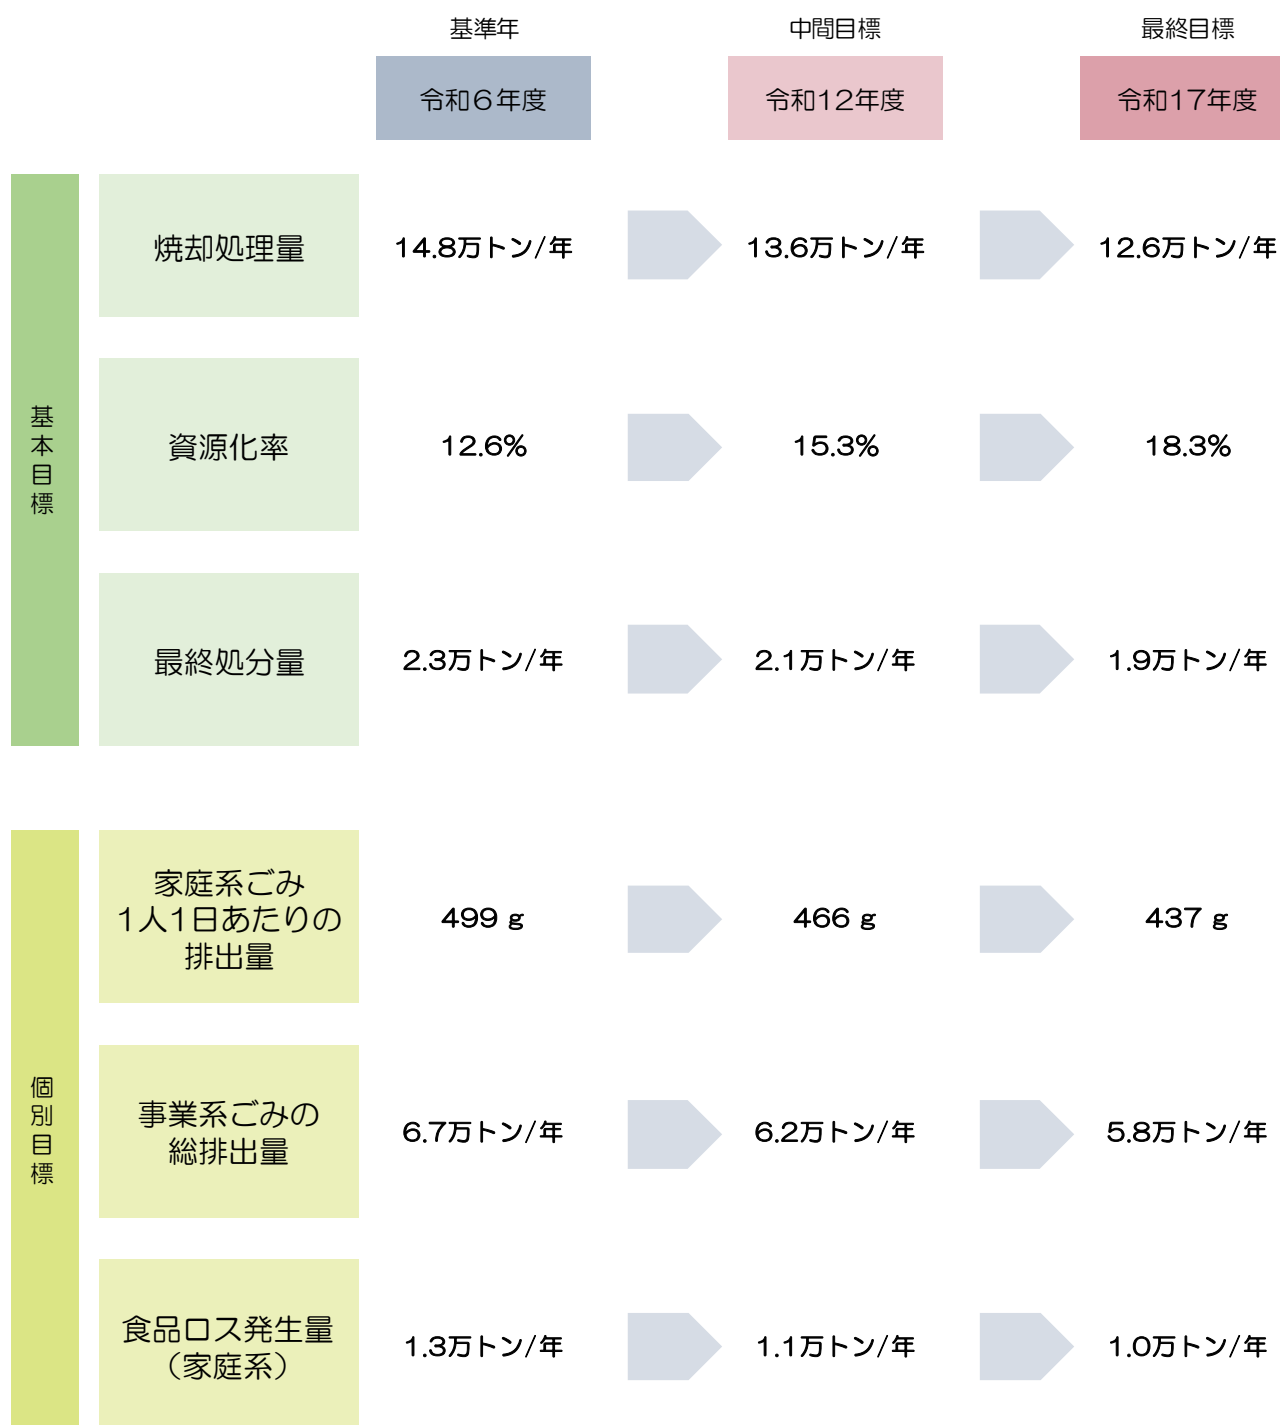 基準年
中間目標
最終目標
令和６年度
令和12年度
令和17年度
基本目標
焼却処理量
14.8万トン/年
13.6万トン/年
12.6万トン/年
資源化率
12.6%
15.3%
18.3%
最終処分量
2.3万トン/年
2.1万トン/年
1.9万トン/年
個別目標
家庭系ごみ
1人1日あたりの
排出量
499 g
466 g
437 g
事業系ごみの
総排出量
6.7万トン/年
6.2万トン/年
5.8万トン/年
食品ロス発生量
（家庭系）
1.3万トン/年
1.1万トン/年
1.0万トン/年